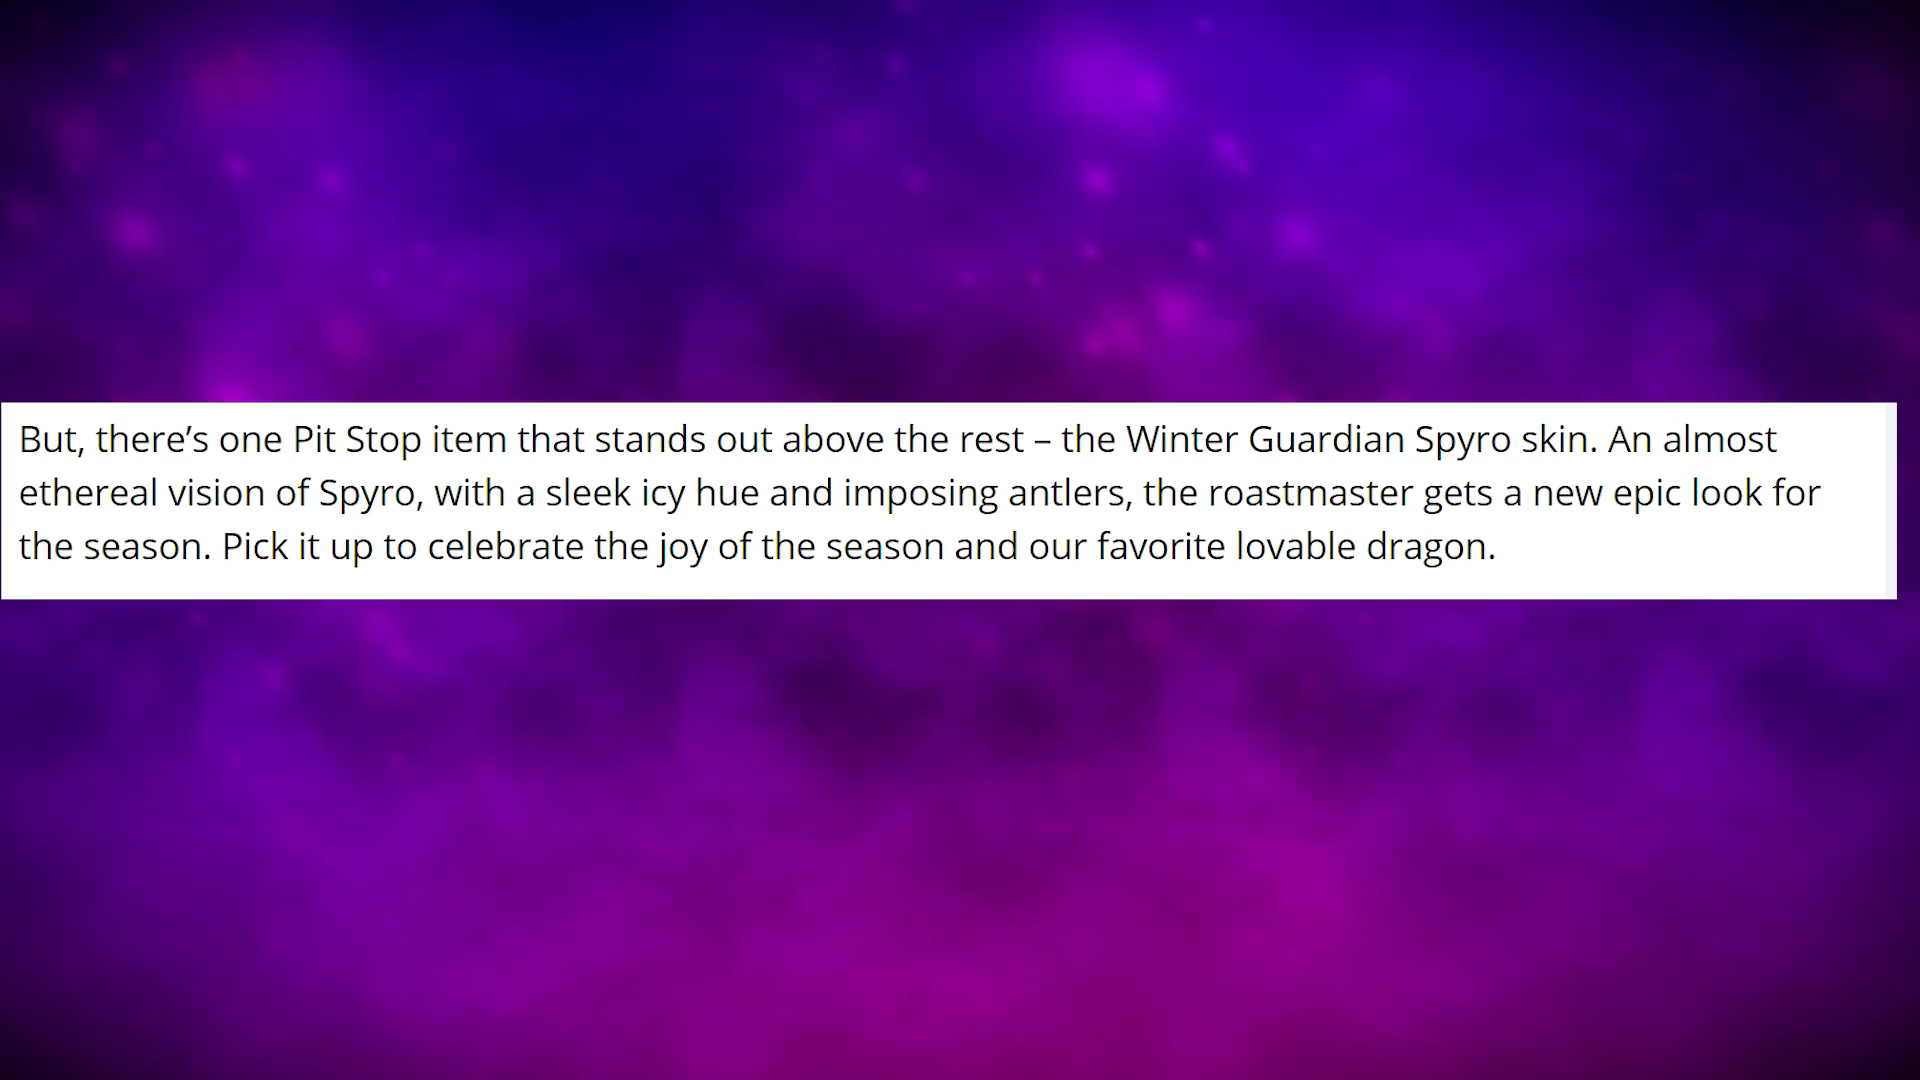 But, there’s one Pit Stop item that stands out above the rest – the Winter Guardian Spyro skin. An almost
ethereal vision of Spyro, with a sleek icy hue and imposing antlers, the roastmaster gets a new epic look for
the season. Pick it up to celebrate the joy of the season and our favorite lovable dragon.